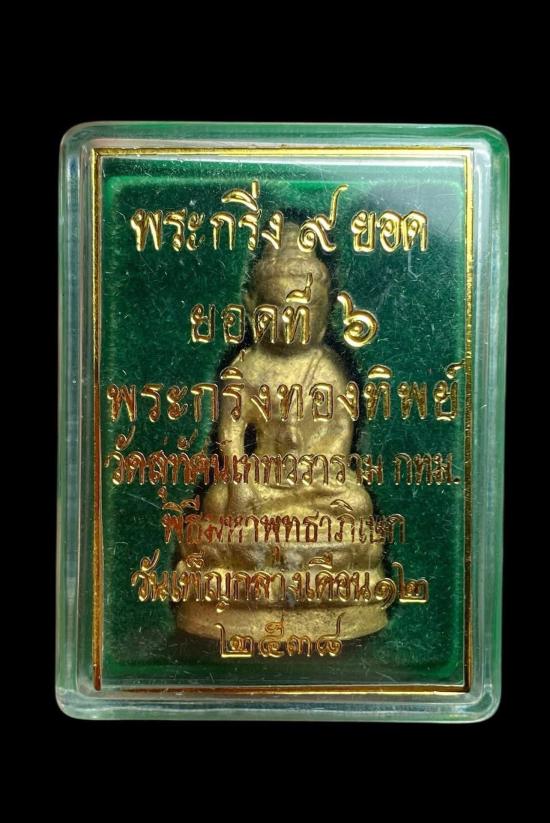 พระกริ่ง ๙ ยอด
ยอดที่ ๖
พระกริ่งทองทิพย์
วัดสุทัศน์เทพวราราม กทม.
พิธีมหาพุทธาภิเษก
วันเพ็ญกลางเดือน ๑๒
๒๕๓๘